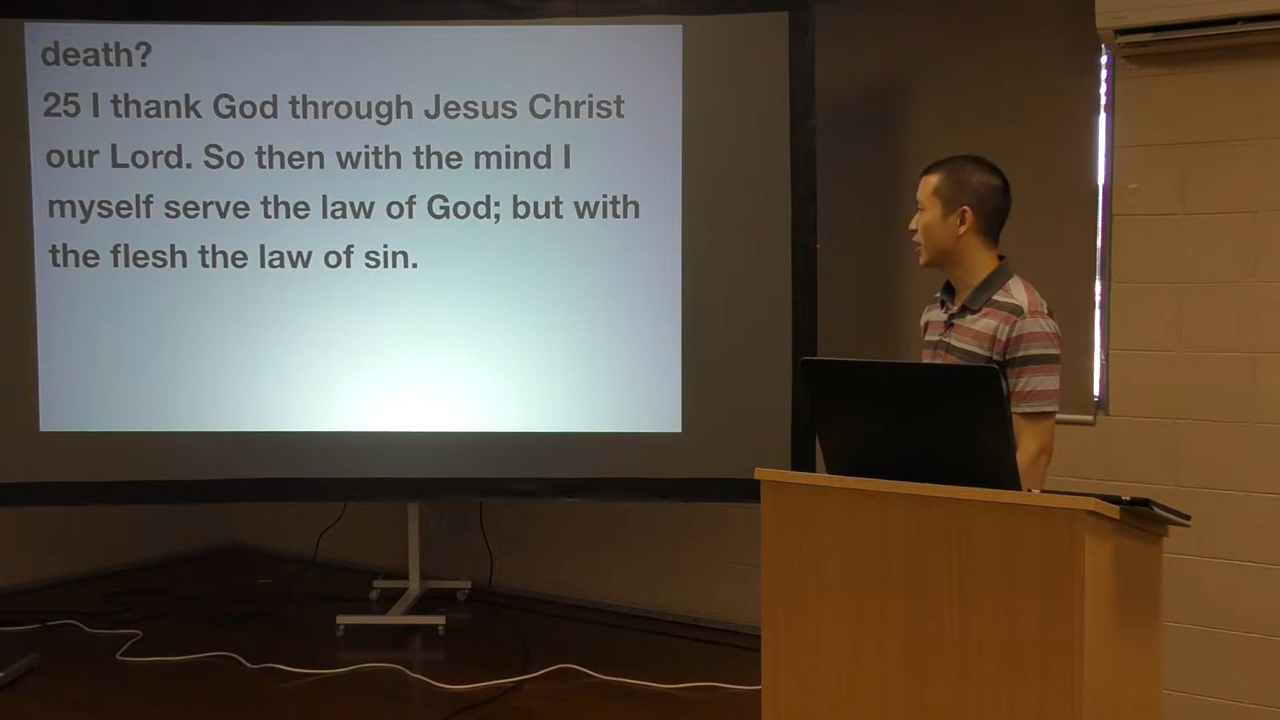 death?
25 I thank God through Jesus Christ
our Lord. So then with the mind I
myself serve the law of God; but with
the flesh the law of sin.